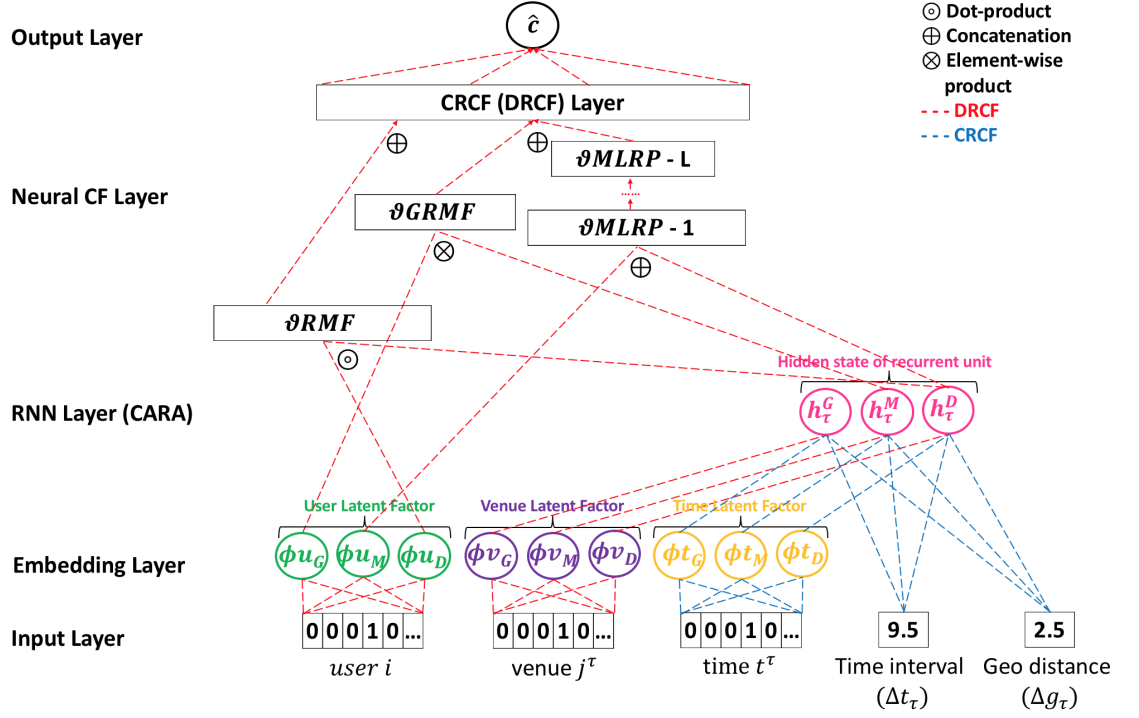 Output Layer
ĉ
⊙ Dot-product
⊕ Concatenation
⊗ Element-wise
product
- - - DRCF
- - - CRCF
CRCF (DRCF) Layer
⊕
⊕
ϑMLRP - L
......
Neural CF Layer
ϑGRMF
ϑMLRP - 1
⊗
⊕
ϑRMF
⊙
Hidden state of recurrent unit
RNN Layer (CARA)
h_τ^G h_τ^M h_τ^D
User Latent Factor Venue Latent Factor Time Latent Factor
Embedding Layer
ϕu_G ϕu_M ϕu_D ϕv_G ϕv_M ϕv_D ϕt_G ϕt_M ϕt_D
Input Layer
0 0 0 1 0 ... 0 0 0 1 0 ... 0 0 0 1 0 ... 9.5 2.5
user i venue j^τ time t^τ Time interval Geo distance
(Δt_τ) (Δg_τ)